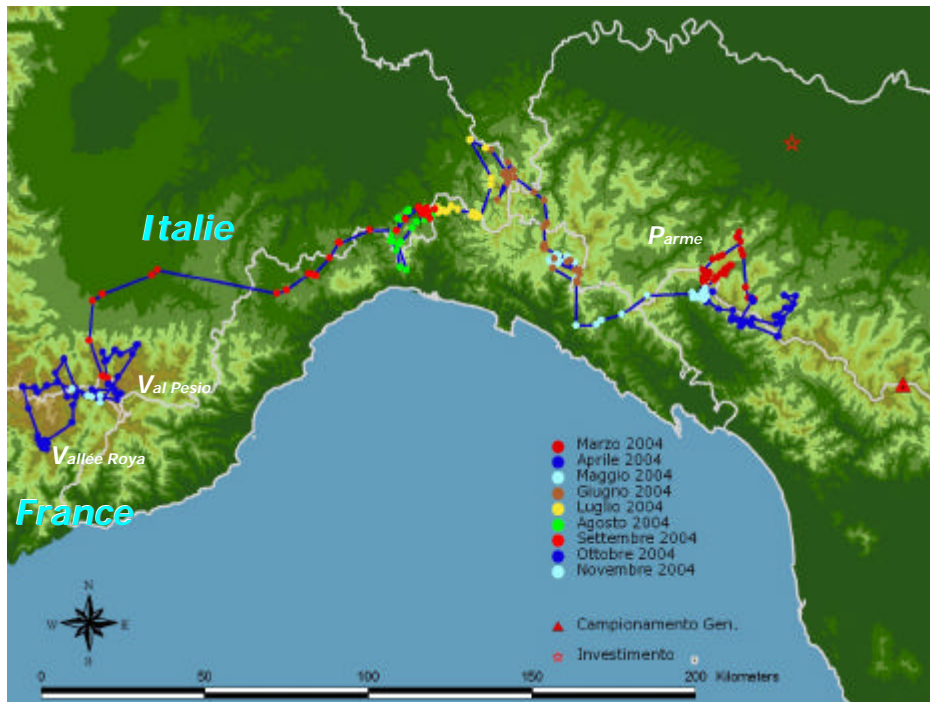 Italie
Parme
Val Pesio
Vallée Roya
France
Marzo 2004
Aprile 2004
Maggio 2004
Giugno 2004
Luglio 2004
Agosto 2004
Settembre 2004
Ottobre 2004
Novembre 2004
N
W E
S
Campionamento Gen.
Investimento
0 50 100 150 200 Kilometers